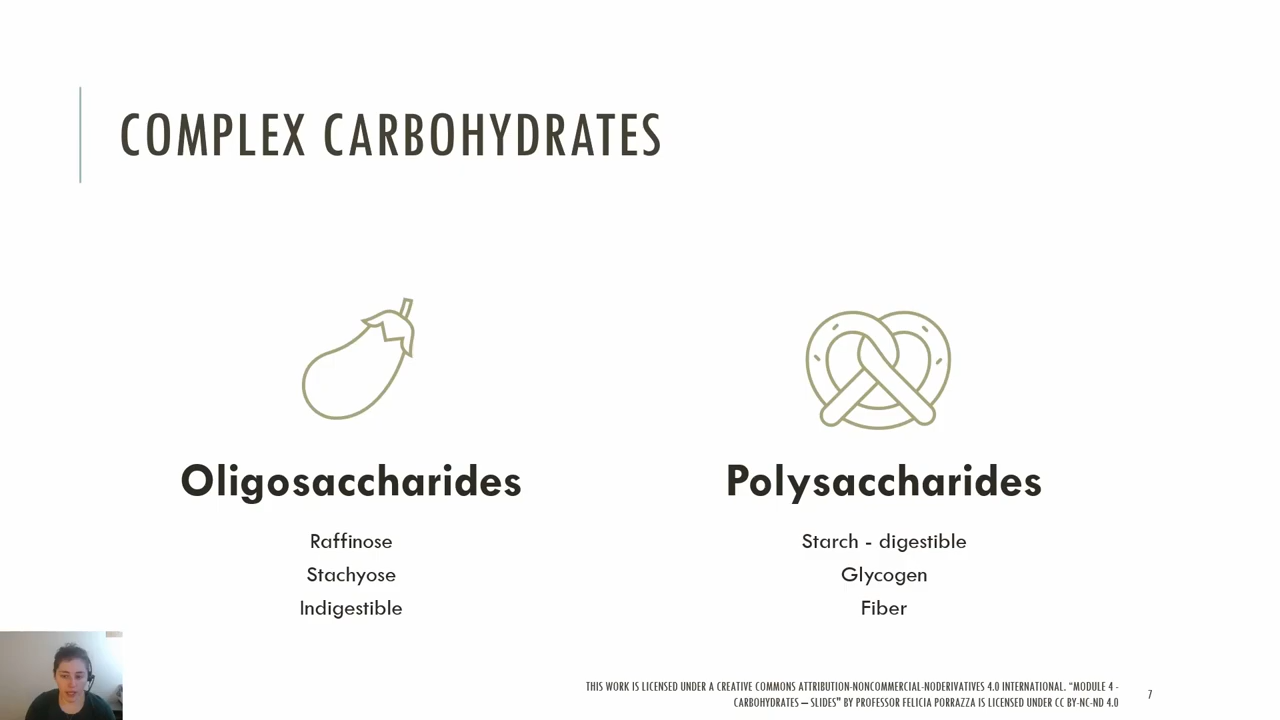 COMPLEX CARBOHYDRATES
Oligosaccharides
Raffinose
Stachyose
Indigestible
Polysaccharides
Starch - digestible
Glycogen
Fiber
THIS WORK IS LICENSED UNDER A CREATIVE COMMONS ATTRIBUTION-NONCOMMERCIAL-NODERIVATIVES 4.0 INTERNATIONAL. “MODULE 4 -
CARBOHYDRATES – SLIDES” BY PROFESSOR FELICIA PORRAZZA IS LICENSED UNDER CC BY-NC-ND 4.0
7